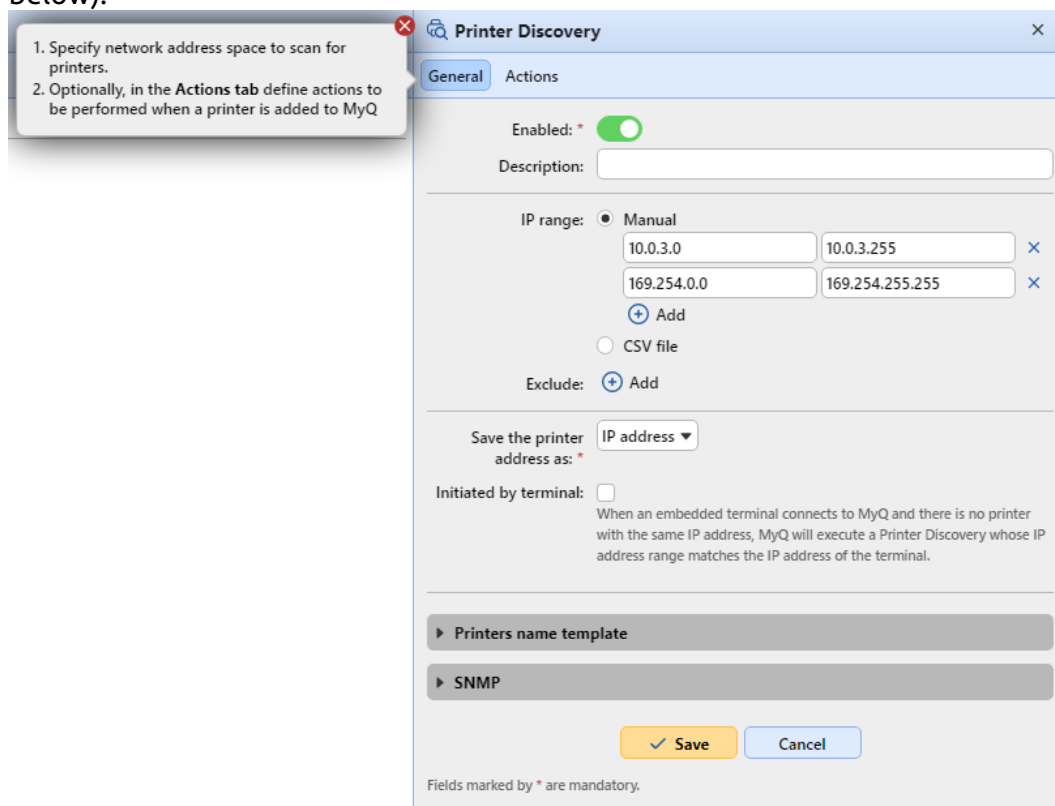 below).
1. Specify network address space to scan for
printers.
2. Optionally, in the Actions tab define actions to
be performed when a printer is added to MyQ
Printer Discovery
General Actions
Enabled: *
Description:
IP range: Manual
10.0.3.0 10.0.3.255
169.254.0.0 169.254.255.255
Add
CSV file
Exclude: Add
Save the printer
address as: * IP address
Initiated by terminal:
When an embedded terminal connects to MyQ and there is no printer
with the same IP address, MyQ will execute a Printer Discovery whose IP
address range matches the IP address of the terminal.
Printers name template
SNMP
Save Cancel
Fields marked by * are mandatory.